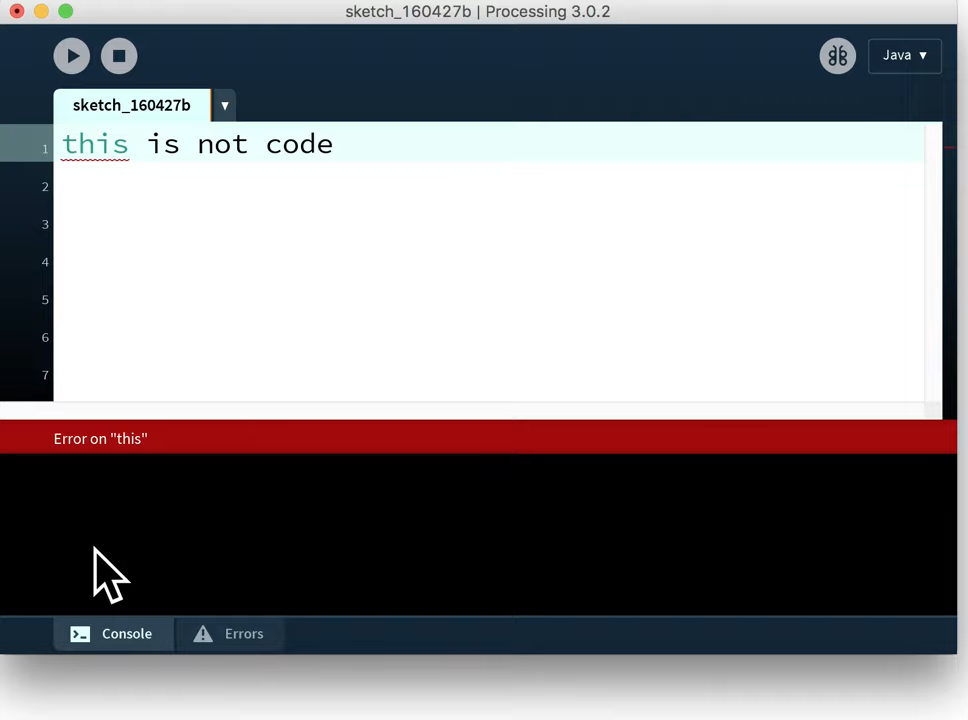 sketch_160427b | Processing 3.0.2
Java ▾
sketch_160427b ▾
1 this is not code
2
3
4
5
6
7
Error on "this"
Console Errors